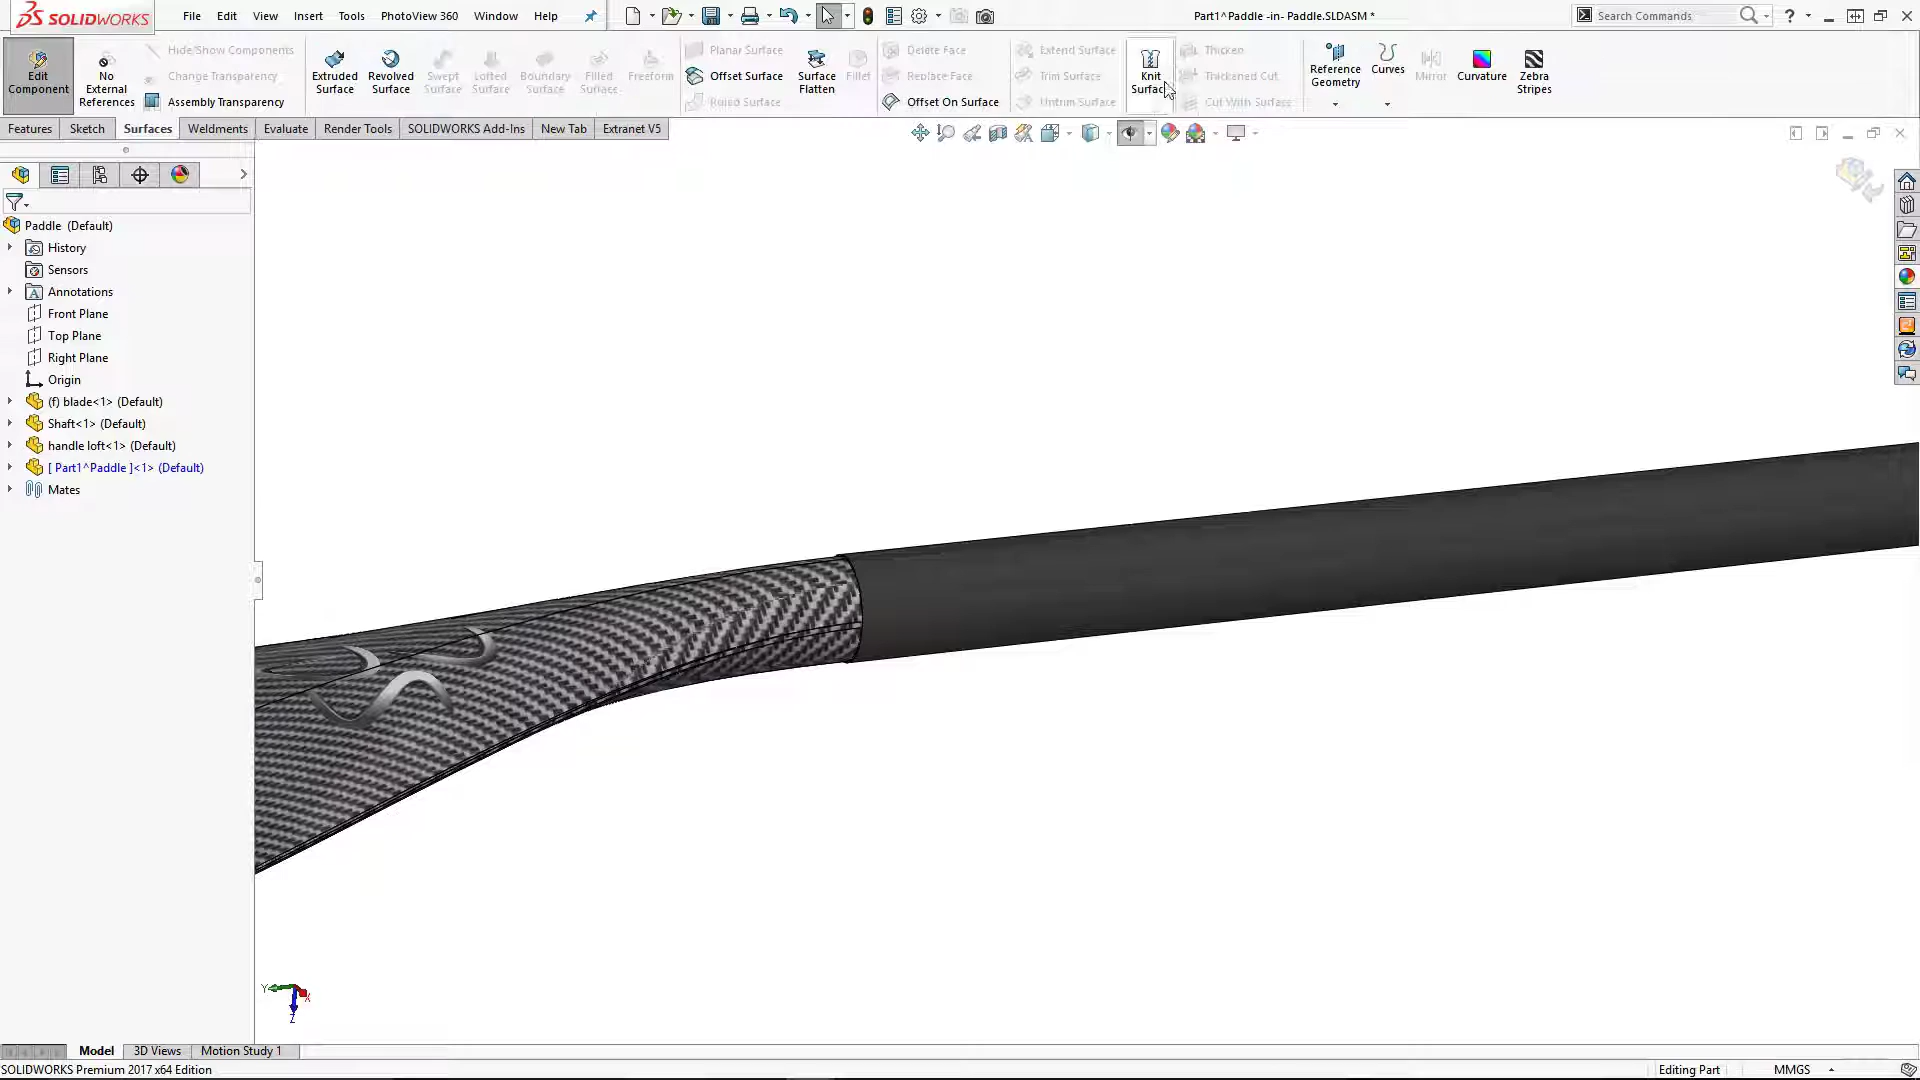 SOLIDWORKS
File Edit View Insert Tools PhotoView 360 Window Help
Part1^Paddle -in- Paddle.SLDASM *
Search Commands
?
Edit Component
No External References
Hide/Show Components
Change Transparency
Assembly Transparency
Extruded Surface
Revolved Surface
Swept Surface
Lofted Surface
Boundary Surface
Filled Surface
Freeform
Planar Surface
Offset Surface
Ruled Surface
Surface Flatten
Fillet
Delete Face
Replace Face
Offset On Surface
Extend Surface
Trim Surface
Untrim Surface
Knit Surface
Thicken
Thickened Cut
Cut With Surface
Reference Geometry
Curves
Mirror
Curvature
Zebra Stripes
Features Sketch Surfaces Weldments Evaluate Render Tools SOLIDWORKS Add-Ins New Tab Extranet V5
Paddle (Default)
History
Sensors
A Annotations
Front Plane
Top Plane
Right Plane
Origin
(f) blade<1> (Default)
Shaft<1> (Default)
handle loft<1> (Default)
[ Part1^Paddle ]<1> (Default)
Mates
Y
X
Z
Model 3D Views Motion Study 1
SOLIDWORKS Premium 2017 x64 Edition
Editing Part
MMGS